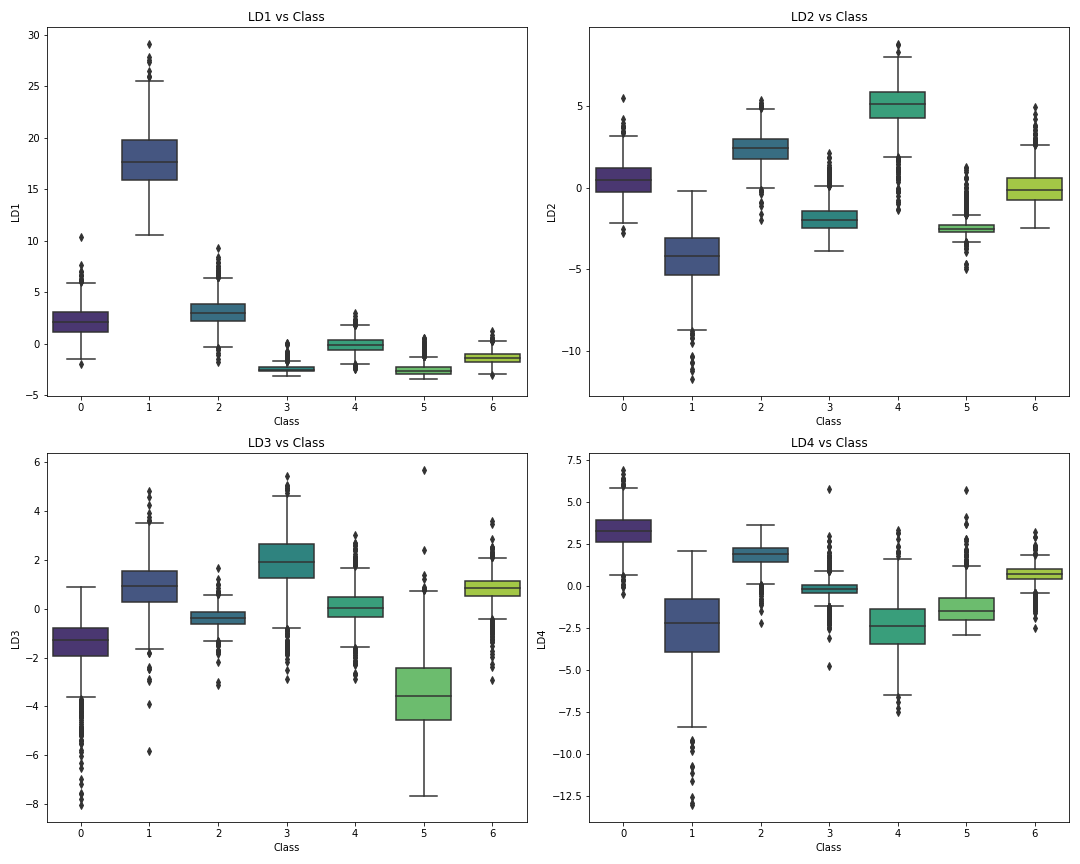 LD1 vs Class
30
25
20
15
10
5
0
−5
LD1
0 1 2 3 4 5 6
Class
LD2 vs Class
5
0
−5
−10
LD2
0 1 2 3 4 5 6
Class
LD3 vs Class
6
4
2
0
−2
−4
−6
−8
LD3
0 1 2 3 4 5 6
Class
LD4 vs Class
7.5
5.0
2.5
0.0
−2.5
−5.0
−7.5
−10.0
−12.5
LD4
0 1 2 3 4 5 6
Class